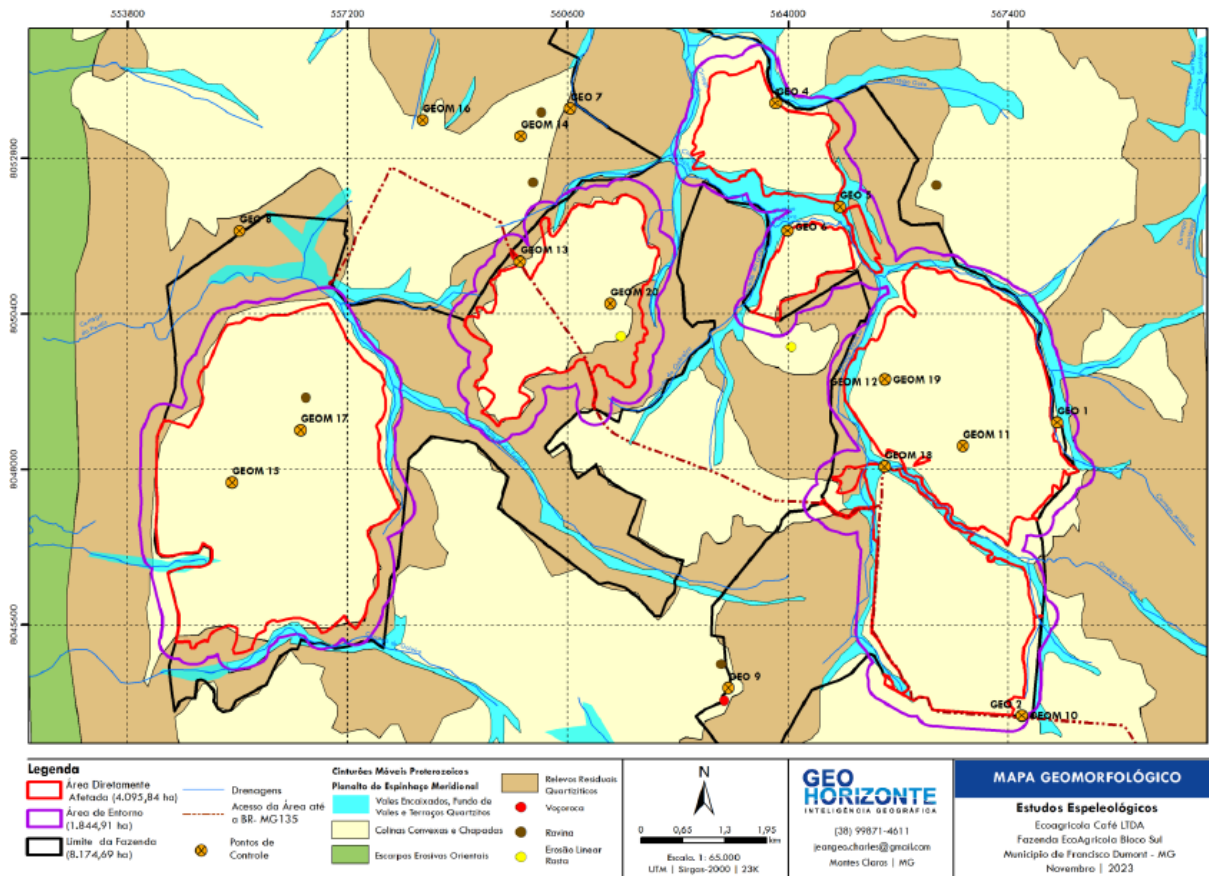 553800 557200 560600 564000 567400
8052800
8050400
8048000
8045600
GEOM 16
GEO 7
GEOM 14
GEO 4
GEO 5
GEO 8
GEO 6
GEOM 13
GEOM 20
GEOM 12
GEOM 19
GEO 1
GEOM 17
GEOM 11
GEOM 18
GEOM 15
GEO 9
GEO 2
GEOM 10
Legenda
Área Diretamente
Afetada (4.095,84 ha)
Área de Entorno
(1.844,91 ha)
Limite da Fazenda
(8.174,69 ha)
Drenagens
Acesso da Área até
a BR- MG135
Pontos de
Controle
Cinturões Móveis Proterozoicos
Planalto do Espinhaço Meridional
Vales Encaixados, Fundo de
Vales e Terraços Quartzitos
Colinas Convexas e Chapadas
Escarpas Erosivas Orientais
Relevos Residuais
Quartzíticos
Voçoroca
Ravina
Erosão Linear
Rasta
N
0 0,65 1,3 1,95
Escala. 1: 65.000
UTM | Sirgas-2000 | 23K
GEO
HORIZONTE
INTELIGÊNCIA GEOGRÁFICA
(38) 99871-4611
jeangeo.charles@gmail.com
Montes Claros | MG
MAPA GEOMORFOLÓGICO
Estudos Espeleológicos
Ecoagrícola Café LTDA
Fazenda EcoAgrícola Bloco Sul
Município de Francisco Dumont - MG
Novembro | 2023